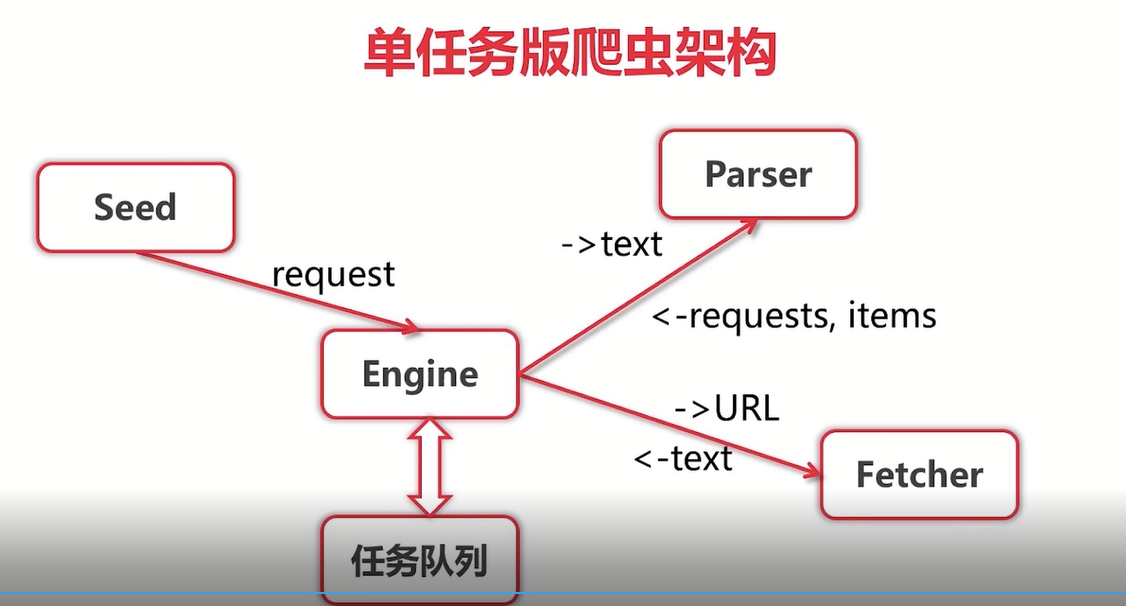 单任务版爬虫架构
Seed
Parser
->text
request
<-requests, items
Engine
->URL
<-text
Fetcher
任务队列